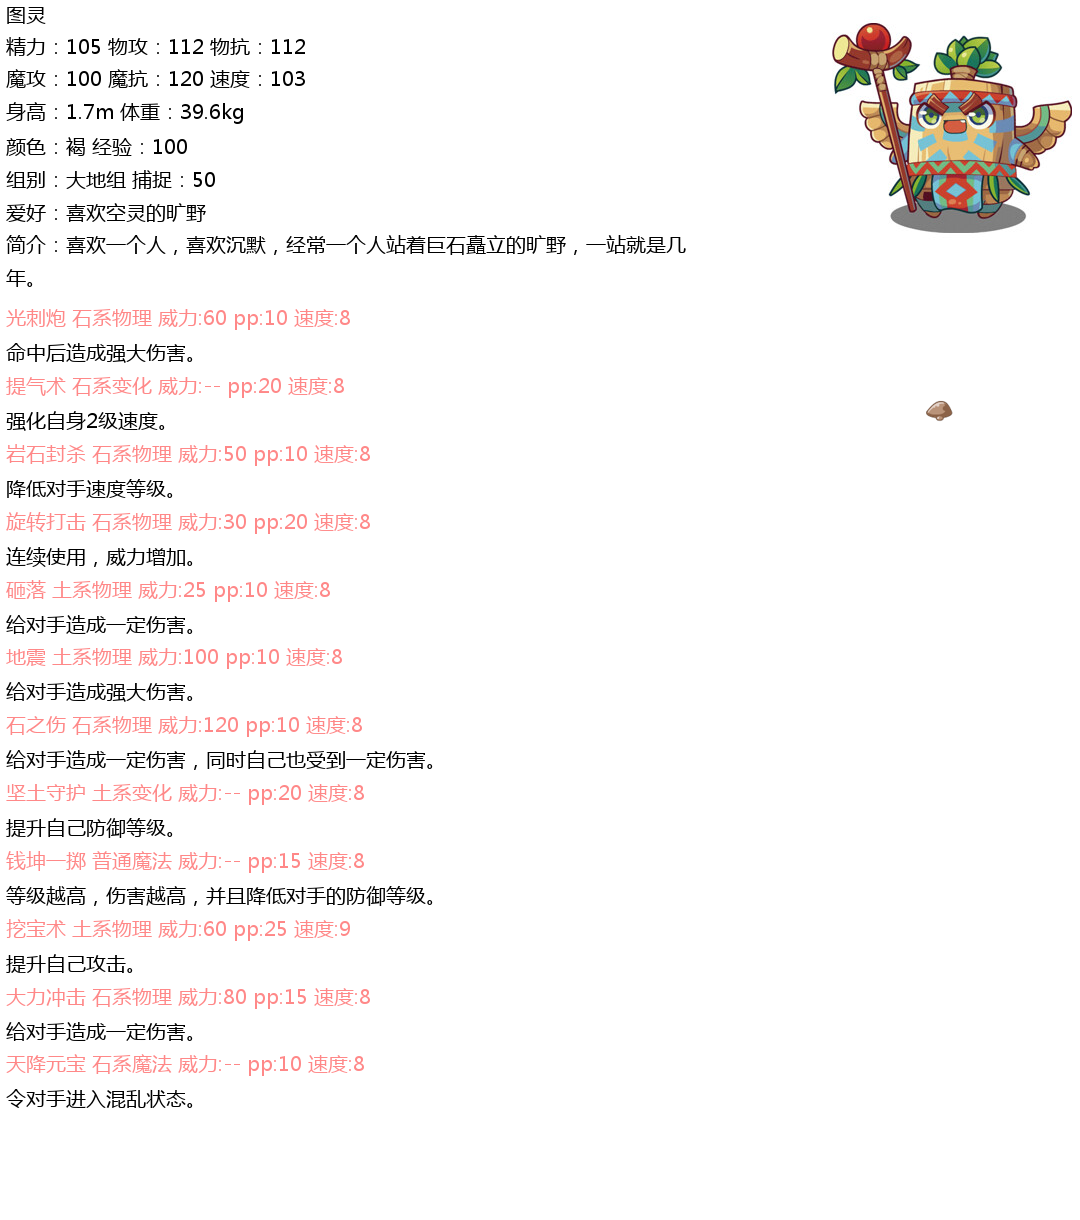 图灵
精力：105 物攻：112 物抗：112
魔攻：100 魔抗：120 速度：103
身高：1.7m 体重：39.6kg
颜色：褐 经验：100
组别：大地组 捕捉：50
爱好：喜欢空灵的旷野
简介：喜欢一个人，喜欢沉默，经常一个人站着巨石矗立的旷野，一站就是几
年。
光刺炮 石系物理 威力:60 pp:10 速度:8
命中后造成强大伤害。
提气术 石系变化 威力:-- pp:20 速度:8
强化自身2级速度。
岩石封杀 石系物理 威力:50 pp:10 速度:8
降低对手速度等级。
旋转打击 石系物理 威力:30 pp:20 速度:8
连续使用，威力增加。
砸落 土系物理 威力:25 pp:10 速度:8
给对手造成一定伤害。
地震 土系物理 威力:100 pp:10 速度:8
给对手造成强大伤害。
石之伤 石系物理 威力:120 pp:10 速度:8
给对手造成一定伤害，同时自己也受到一定伤害。
坚土守护 土系变化 威力:-- pp:20 速度:8
提升自己防御等级。
钱坤一掷 普通魔法 威力:-- pp:15 速度:8
等级越高，伤害越高，并且降低对手的防御等级。
挖宝术 土系物理 威力:60 pp:25 速度:9
提升自己攻击。
大力冲击 石系物理 威力:80 pp:15 速度:8
给对手造成一定伤害。
天降元宝 石系魔法 威力:-- pp:10 速度:8
令对手进入混乱状态。